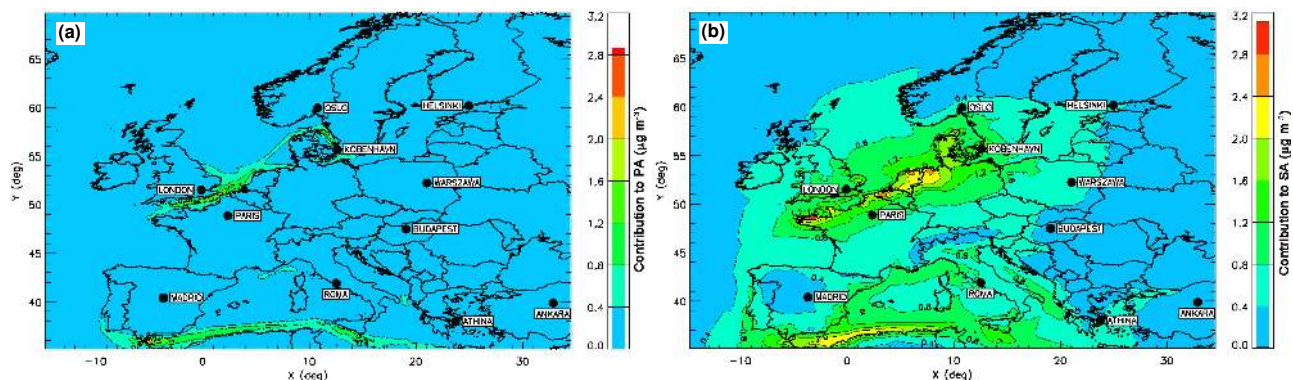 (a)
65
60
55
50
45
40
Y (deg)
-10
0
10
20
30
X (deg)
OSLO
HELSINKI
KOBENHAVN
LONDON
WARSZAWA
PARIS
BUDAPEST
MADRID
ROMA
ATHINA
ANKARA
3.2
2.8
2.4
2.0
1.6
1.2
0.8
0.4
0.0
Contribution to PA (μg m⁻³)
(b)
65
60
55
50
45
40
Y (deg)
-10
0
10
20
30
X (deg)
OSLO
HELSINKI
KOBENHAVN
LONDON
WARSZAWA
PARIS
BUDAPEST
MADRID
ROMA
ATHINA
ANKARA
3.2
2.8
2.4
2.0
1.6
1.2
0.8
0.4
0.0
Contribution to SA (μg m⁻³)